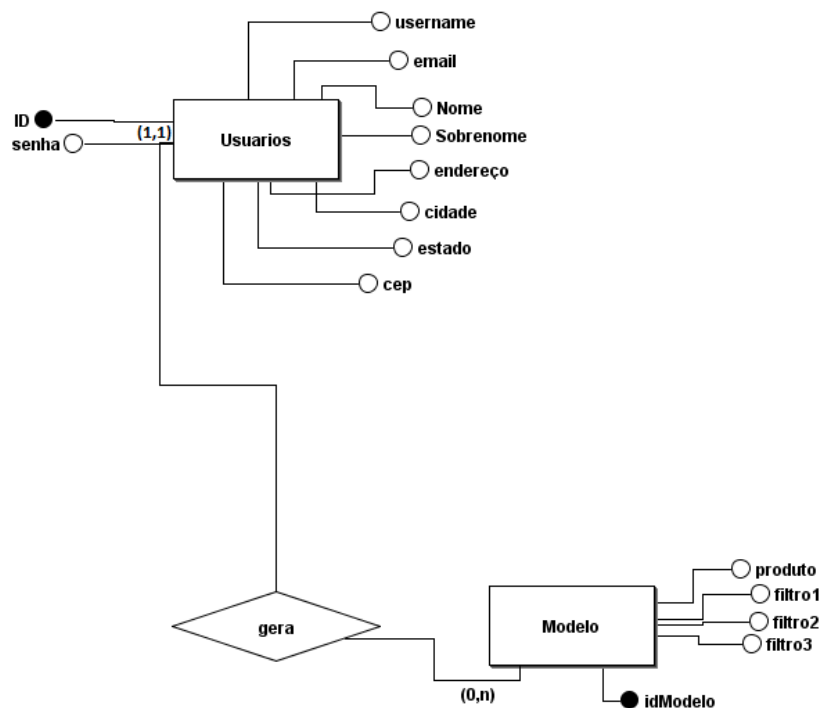 username
email
ID
Nome
(1,1)
Usuarios
Sobrenome
senha
endereço
cidade
estado
cep
produto
filtro1
gera
Modelo
filtro2
filtro3
(0,n)
idModelo